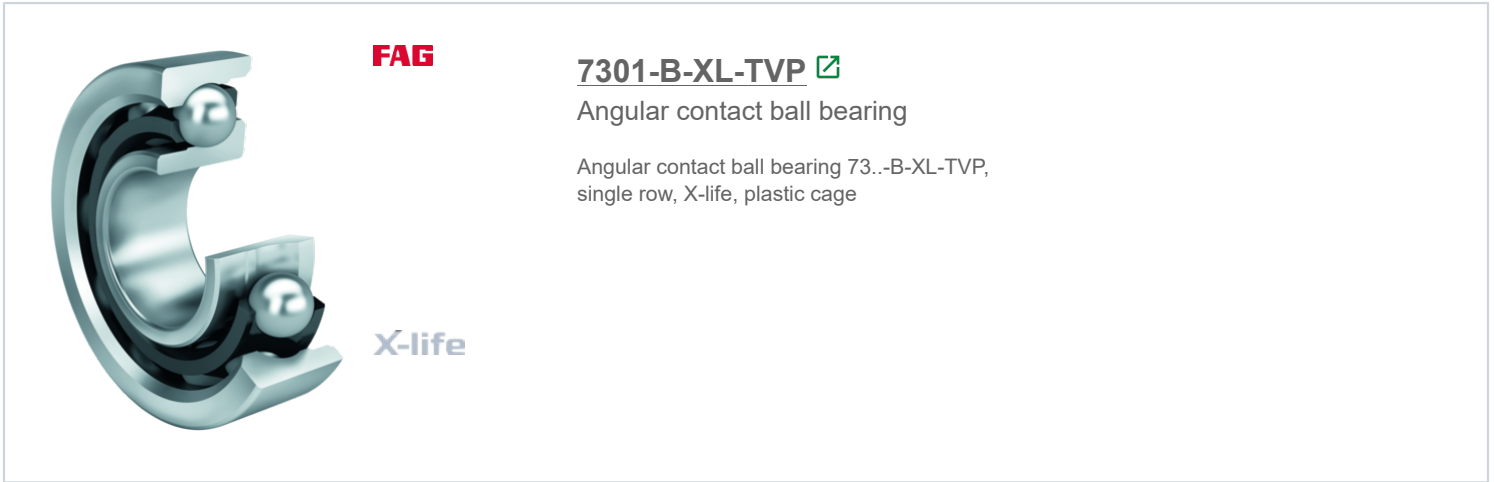 FAG
7301-B-XL-TVP
Angular contact ball bearing
Angular contact ball bearing 73..-B-XL-TVP,
single row, X-life, plastic cage
X-life